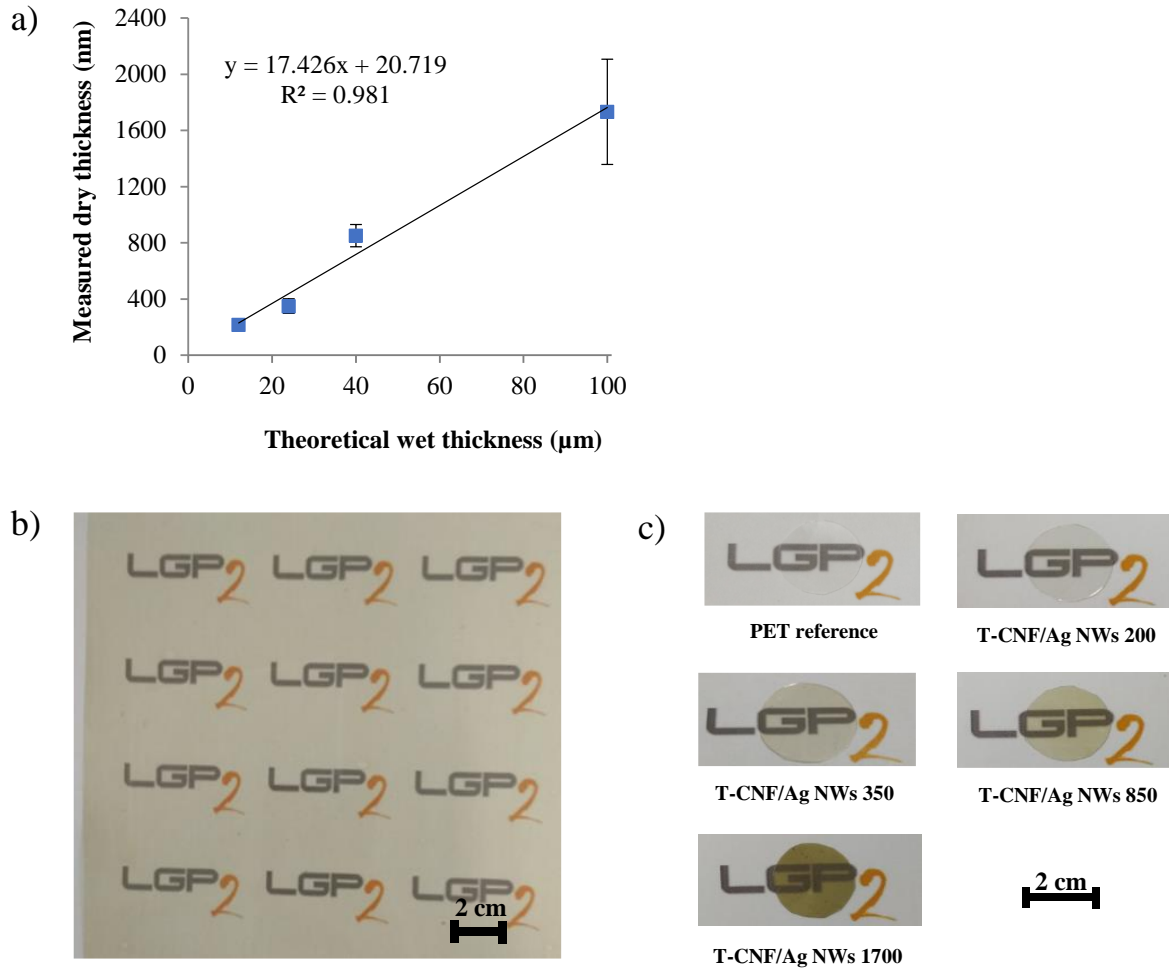 a)
Measured dry thickness (nm)
2400
2000
1600
1200
800
400
0
y = 17.426x + 20.719
R² = 0.981
0 20 40 60 80 100
Theoretical wet thickness (µm)
b)
LGP2 LGP2 LGP2
LGP2 LGP2 LGP2
LGP2 LGP2 LGP2
LGP2 LGP2 LGP2
2 cm
c)
LGP2 LGP2
PET reference T-CNF/Ag NWs 200
LGP2 LGP2
T-CNF/Ag NWs 350 T-CNF/Ag NWs 850
LGP2
2 cm
T-CNF/Ag NWs 1700